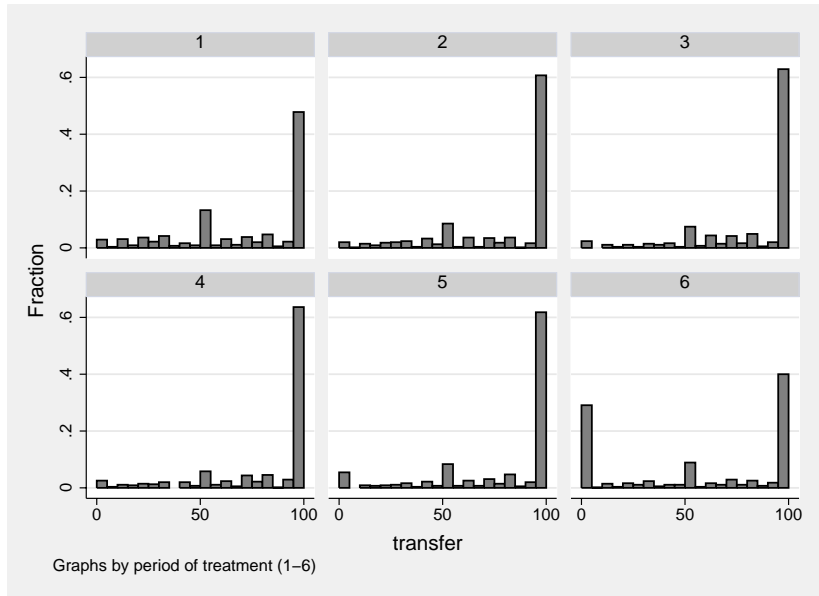 1 2 3
.6
.4
.2
0
4 5 6
.6
.4
.2
0
Fraction
0 50 100 0 50 100 0 50 100
transfer
Graphs by period of treatment (1–6)